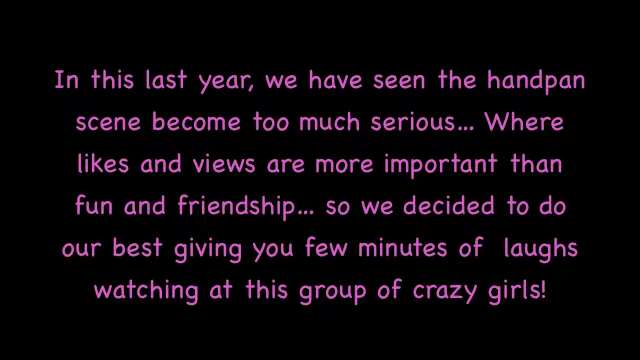 In this last year, we have seen the handpan
scene become too much serious... Where
likes and views are more important than
fun and friendship... so we decided to do
our best giving you few minutes of  laughs
watching at this group of crazy girls!